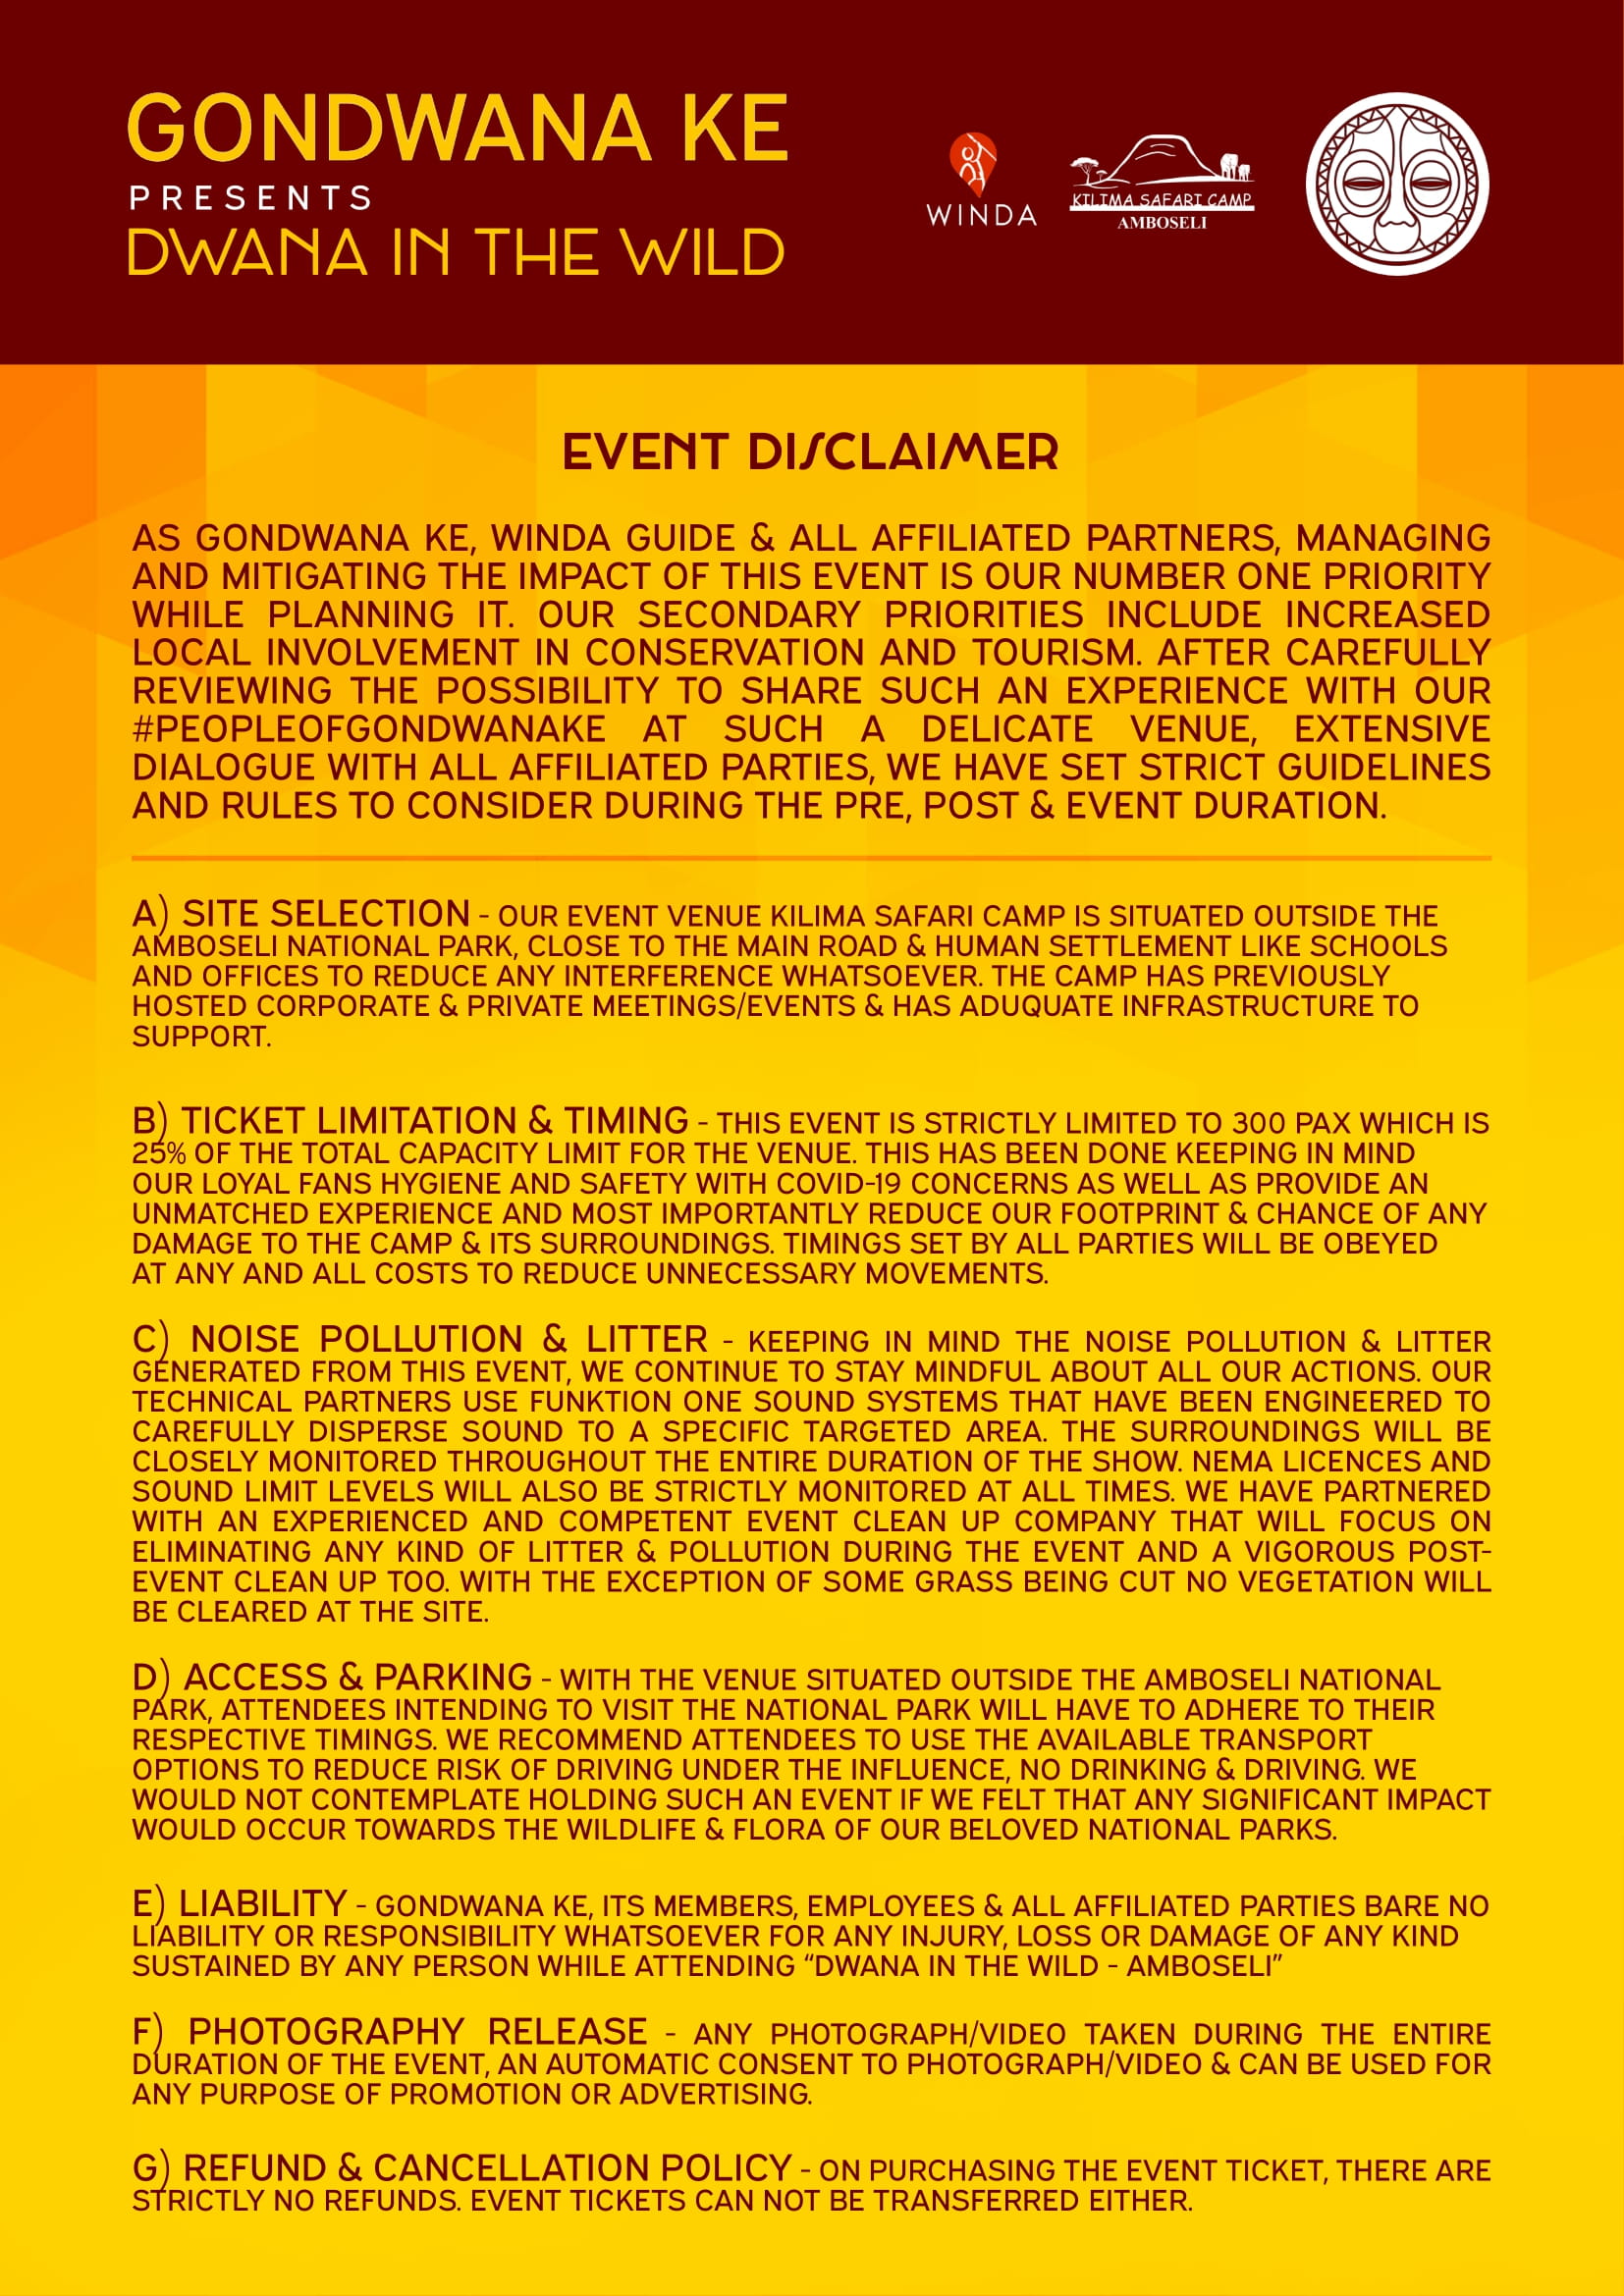 GONDWANA KE
PRESENTS
DWANA IN THE WILD
WINDA
KILIMA SAFARI CAMP
AMBOSELI
EVENT DISCLAIMER
AS GONDWANA KE, WINDA GUIDE & ALL AFFILIATED PARTNERS, MANAGING
AND MITIGATING THE IMPACT OF THIS EVENT IS OUR NUMBER ONE PRIORITY
WHILE PLANNING IT. OUR SECONDARY PRIORITIES INCLUDE INCREASED
LOCAL INVOLVEMENT IN CONSERVATION AND TOURISM. AFTER CAREFULLY
REVIEWING THE POSSIBILITY TO SHARE SUCH AN EXPERIENCE WITH OUR
#PEOPLEOFGONDWANAKE AT SUCH A DELICATE VENUE, EXTENSIVE
DIALOGUE WITH ALL AFFILIATED PARTIES, WE HAVE SET STRICT GUIDELINES
AND RULES TO CONSIDER DURING THE PRE, POST & EVENT DURATION.
A) SITE SELECTION - OUR EVENT VENUE KILIMA SAFARI CAMP IS SITUATED OUTSIDE THE
AMBOSELI NATIONAL PARK, CLOSE TO THE MAIN ROAD & HUMAN SETTLEMENT LIKE SCHOOLS
AND OFFICES TO REDUCE ANY INTERFERENCE WHATSOEVER. THE CAMP HAS PREVIOUSLY
HOSTED CORPORATE & PRIVATE MEETINGS/EVENTS & HAS ADUQUATE INFRASTRUCTURE TO
SUPPORT.
B) TICKET LIMITATION & TIMING - THIS EVENT IS STRICTLY LIMITED TO 300 PAX WHICH IS
25% OF THE TOTAL CAPACITY LIMIT FOR THE VENUE. THIS HAS BEEN DONE KEEPING IN MIND
OUR LOYAL FANS HYGIENE AND SAFETY WITH COVID-19 CONCERNS AS WELL AS PROVIDE AN
UNMATCHED EXPERIENCE AND MOST IMPORTANTLY REDUCE OUR FOOTPRINT & CHANCE OF ANY
DAMAGE TO THE CAMP & ITS SURROUNDINGS. TIMINGS SET BY ALL PARTIES WILL BE OBEYED
AT ANY AND ALL COSTS TO REDUCE UNNECESSARY MOVEMENTS.
C) NOISE POLLUTION & LITTER - KEEPING IN MIND THE NOISE POLLUTION & LITTER
GENERATED FROM THIS EVENT, WE CONTINUE TO STAY MINDFUL ABOUT ALL OUR ACTIONS. OUR
TECHNICAL PARTNERS USE FUNKTION ONE SOUND SYSTEMS THAT HAVE BEEN ENGINEERED TO
CAREFULLY DISPERSE SOUND TO A SPECIFIC TARGETED AREA. THE SURROUNDINGS WILL BE
CLOSELY MONITORED THROUGHOUT THE ENTIRE DURATION OF THE SHOW. NEMA LICENCES AND
SOUND LIMIT LEVELS WILL ALSO BE STRICTLY MONITORED AT ALL TIMES. WE HAVE PARTNERED
WITH AN EXPERIENCED AND COMPETENT EVENT CLEAN UP COMPANY THAT WILL FOCUS ON
ELIMINATING ANY KIND OF LITTER & POLLUTION DURING THE EVENT AND A VIGOROUS POST-
EVENT CLEAN UP TOO. WITH THE EXCEPTION OF SOME GRASS BEING CUT NO VEGETATION WILL
BE CLEARED AT THE SITE.
D) ACCESS & PARKING - WITH THE VENUE SITUATED OUTSIDE THE AMBOSELI NATIONAL
PARK, ATTENDEES INTENDING TO VISIT THE NATIONAL PARK WILL HAVE TO ADHERE TO THEIR
RESPECTIVE TIMINGS. WE RECOMMEND ATTENDEES TO USE THE AVAILABLE TRANSPORT
OPTIONS TO REDUCE RISK OF DRIVING UNDER THE INFLUENCE, NO DRINKING & DRIVING. WE
WOULD NOT CONTEMPLATE HOLDING SUCH AN EVENT IF WE FELT THAT ANY SIGNIFICANT IMPACT
WOULD OCCUR TOWARDS THE WILDLIFE & FLORA OF OUR BELOVED NATIONAL PARKS.
E) LIABILITY - GONDWANA KE, ITS MEMBERS, EMPLOYEES & ALL AFFILIATED PARTIES BARE NO
LIABILITY OR RESPONSIBILITY WHATSOEVER FOR ANY INJURY, LOSS OR DAMAGE OF ANY KIND
SUSTAINED BY ANY PERSON WHILE ATTENDING “DWANA IN THE WILD - AMBOSELI”
F) PHOTOGRAPHY RELEASE - ANY PHOTOGRAPH/VIDEO TAKEN DURING THE ENTIRE
DURATION OF THE EVENT, AN AUTOMATIC CONSENT TO PHOTOGRAPH/VIDEO & CAN BE USED FOR
ANY PURPOSE OF PROMOTION OR ADVERTISING.
G) REFUND & CANCELLATION POLICY - ON PURCHASING THE EVENT TICKET, THERE ARE
STRICTLY NO REFUNDS. EVENT TICKETS CAN NOT BE TRANSFERRED EITHER.